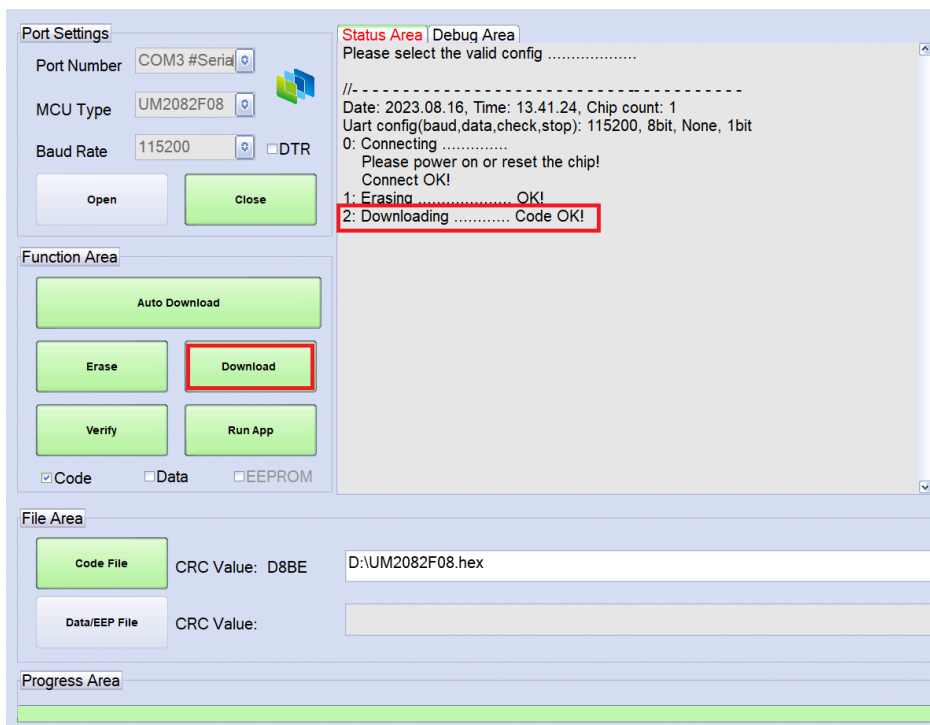 Port Settings
Port Number COM3 #Serial
MCU Type UM2082F08
Baud Rate 115200 DTR
Open Close
Function Area
Auto Download
Erase Download
Verify Run App
Code Data EEPROM
Status Area Debug Area
Please select the valid config ...................
//- - - - - - - - - - - - - - - - - - - - - - - - - - - - - - - - - - -
Date: 2023.08.16, Time: 13.41.24, Chip count: 1
Uart config(baud,data,check,stop): 115200, 8bit, None, 1bit
0: Connecting ..............
Please power on or reset the chip!
Connect OK!
1: Erasing .................... OK!
2: Downloading ............ Code OK!
File Area
Code File CRC Value: D8BE D:\UM2082F08.hex
Data/EEP File CRC Value:
Progress Area